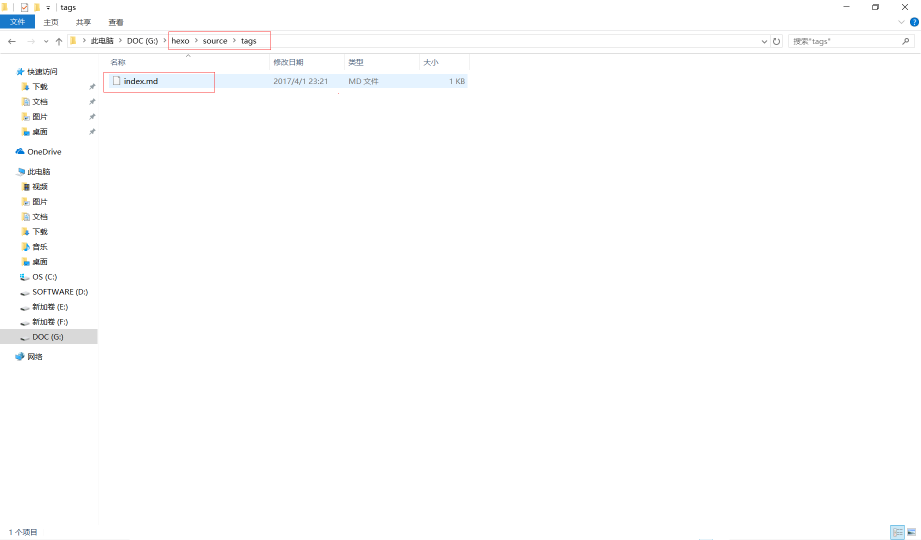 tags
文件 主页 共享 查看
此电脑 DOC (G:) hexo source tags 搜索"tags"
名称 修改日期 类型 大小
index.md 2017/4/1 23:21 MD 文件 1 KB
快速访问
下载
文档
图片
桌面
OneDrive
此电脑
视频
图片
文档
下载
音乐
桌面
OS (C:)
SOFTWARE (D:)
新加卷 (E:)
新加卷 (F:)
DOC (G:)
网络
1 个项目